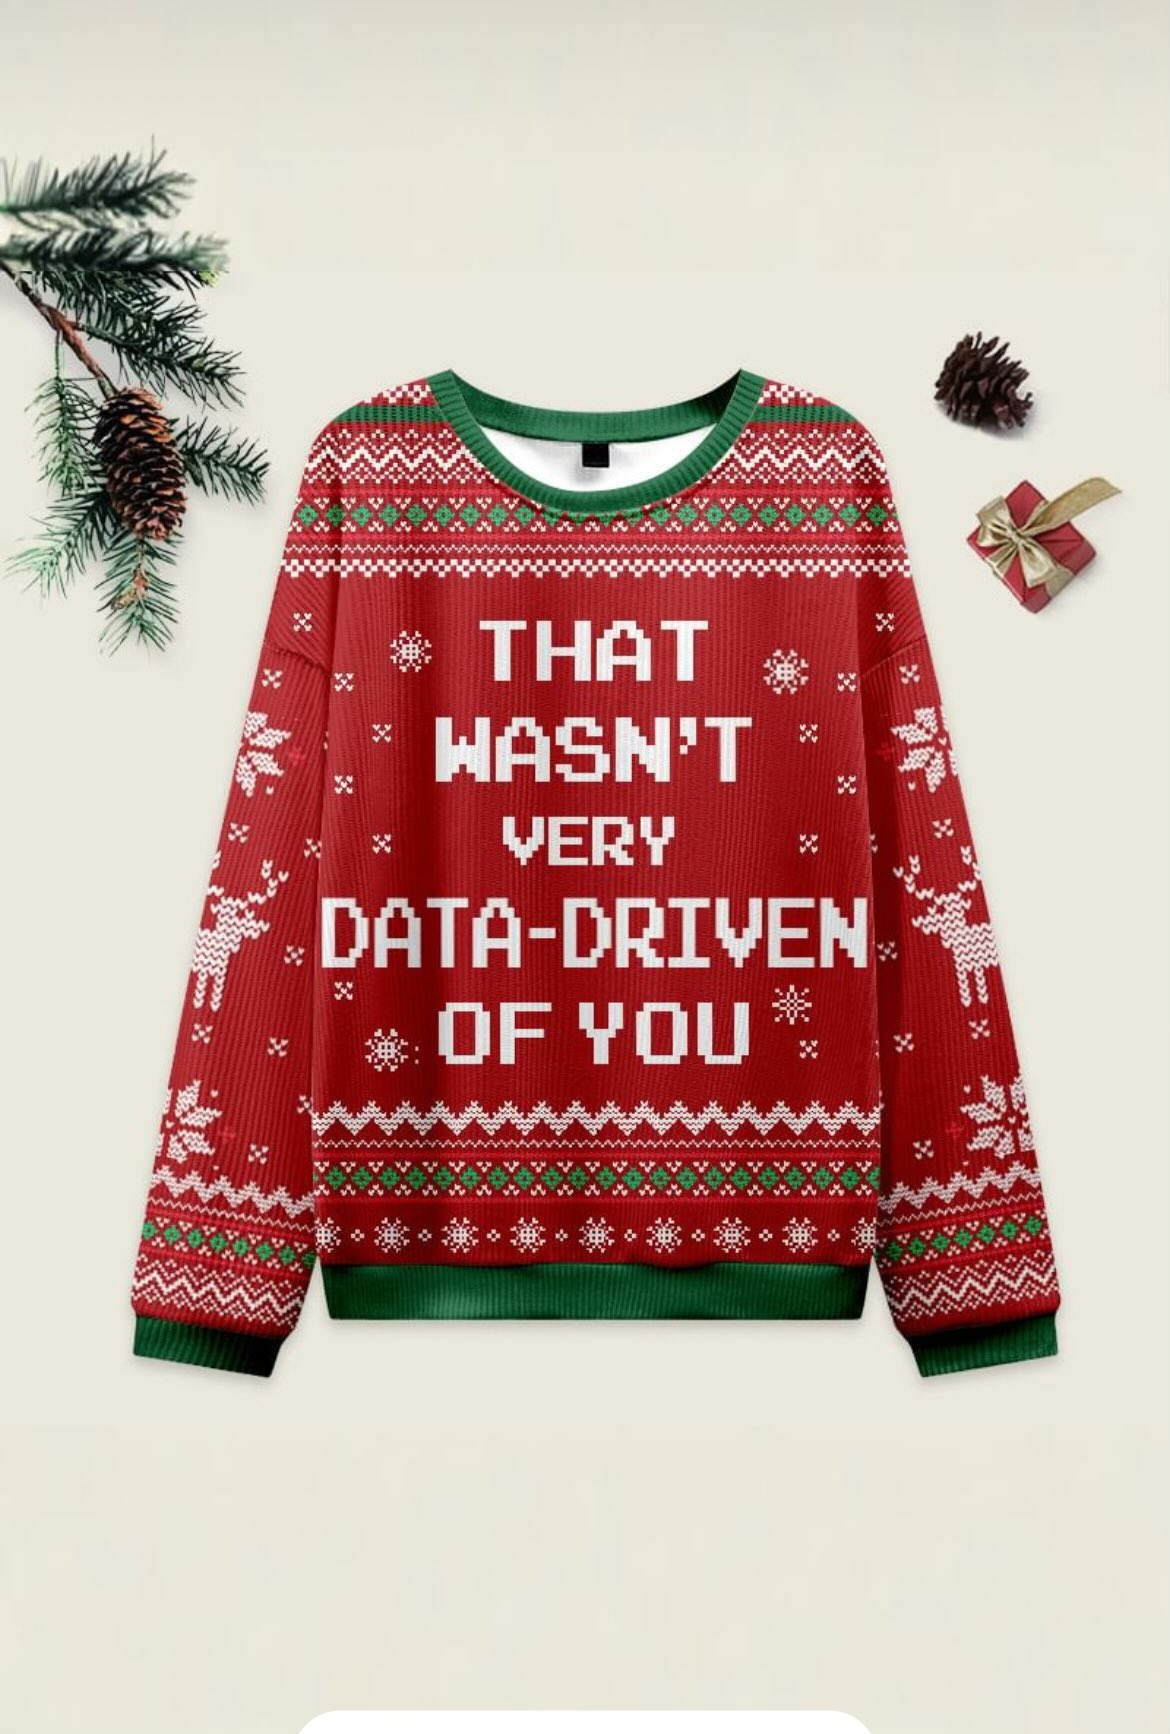 THAT
WASN'T
VERY
DATA-DRIVEN
OF YOU